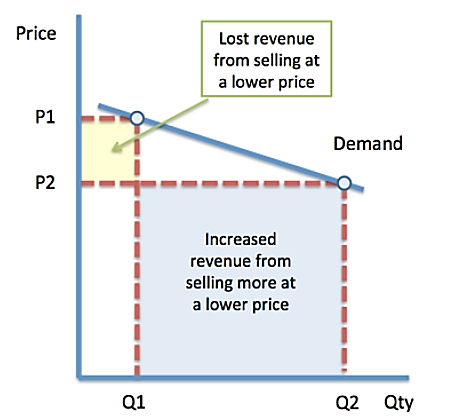 Price
Lost revenue
from selling at
a lower price
P1
Demand
P2
Increased
revenue from
selling more at
a lower price
Q1
Q2
Qty